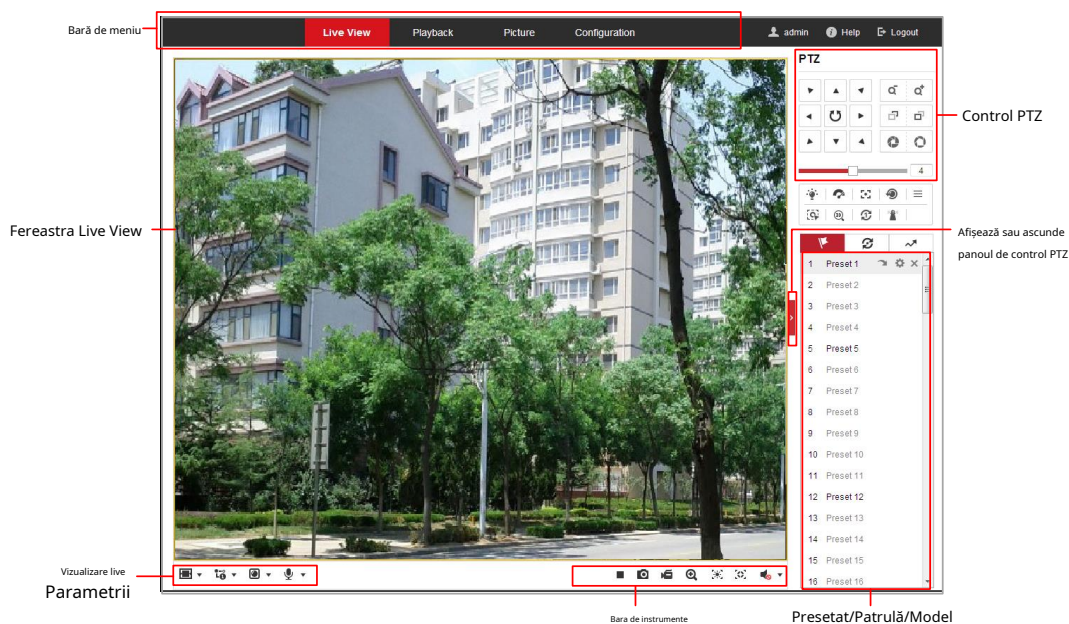 Bară de meniu
Live View Playback Picture Configuration admin Help Logout
PTZ
Control PTZ
4
Fereastra Live View
Afișează sau ascunde
panoul de control PTZ
1 Preset 1
2 Preset 2
3 Preset 3
4 Preset 4
5 Preset 5
6 Preset 6
7 Preset 7
8 Preset 8
9 Preset 9
10 Preset 10
11 Preset 11
12 Preset 12
13 Preset 13
14 Preset 14
15 Preset 15
16 Preset 16
Vizualizare live
Parametrii
Bara de instrumente
Presetat/Patrulă/Model